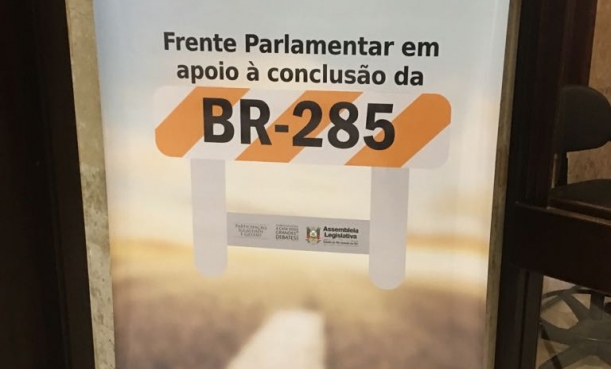 Frente Parlamentar em
apoio à conclusão da
BR-285
Assembleia
Legislativa